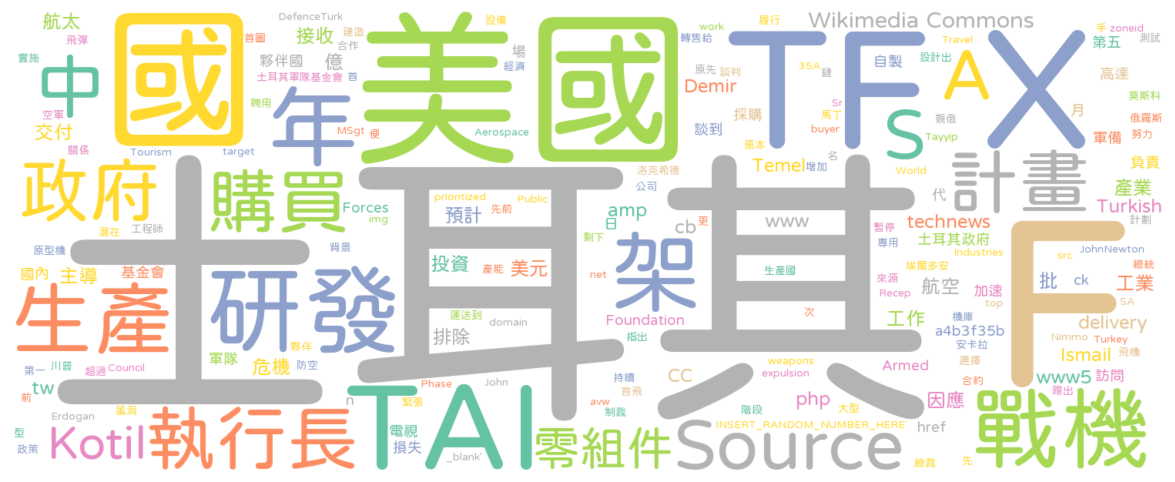 DefenceTurk
設備
航太
飛彈
首圖
建造
合作
接收
實施
中
夥伴國
億
土耳其軍隊基金會
首
國
年
美
國
場
經濟
轉售給
work
原先
談判
Wikimedia Commons
TFX
35A
鏈
自製
Travel
設計出
手
zoneid
第五
測試
高達
莫斯科
Demir
Sr
馬丁
採購
月
俄羅斯
努力
軍備
空軍
交付
關係
聘用
MSgt
便
Aerospace
談到
buyer
原本
親俄
Tayyip
S
A
Tourism
target
Temel
增加
名
World
負責
計畫
產業
政府
購買
土耳其
prioritized
Public
洛克希德
公司
代
Turkish
Forces
img
預計
先前
amp
日
cb
更
www
暫停
technews
計劃
潛在
工程師
原型機
背景
專用
土耳其政府
JohnNewton
剩下
industries
src
國內
主導
基金會
投資
產能
美元
net
架
生產國
來源
埃爾多安
總統
航空
批
ck
工業
Recep
加速
top
SA
F
生產
研發
運送到
domain
Foundation
次
機庫
工作
a4b3f35b
安卡拉
delivery
Nimmo
Turkey
排除
指出
實施
軍隊
危機
夥伴
防空
川普
第一
超過
Council
Phase
John
持續
weapons
expulsion
Armed
選擇
Ismail
飛機
合約
踢出
www5
訪問
tw
前
Erdogan
風洞
n
緊張
avw
制裁
首飛
CC
階段
大型
php
因應
型
政策
Kotil
執行長
TAI
電視
損失
_blank'
零組件
Source
INSERT_RANDOM_NUMBER_HERE'
href
總裁
先
戰機
履行